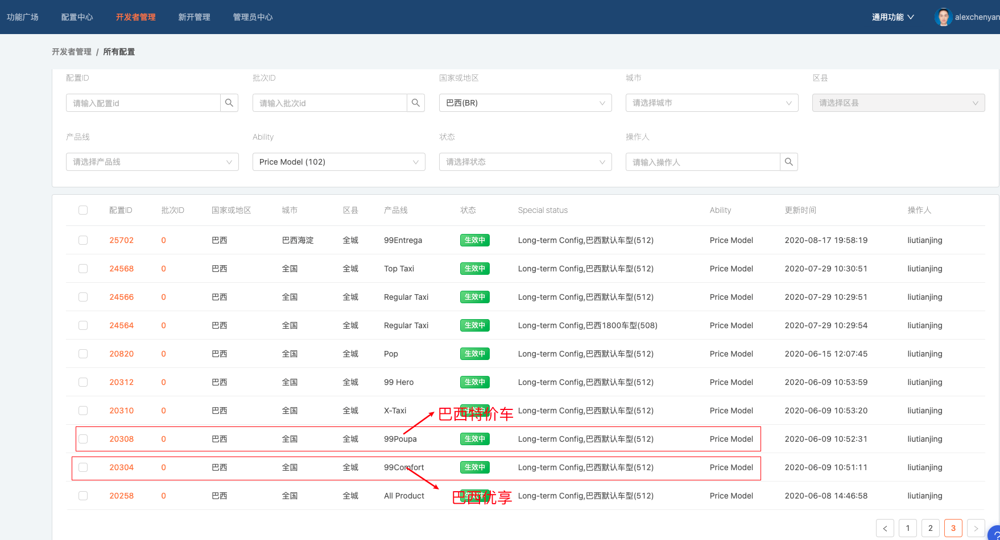 功能广场 配置中心 开发者管理 新开管理 管理员中心 通用功能 alexchenyan
开发者管理 / 所有配置
配置ID 批次ID 国家或地区 城市 区县
请输入配置id 请输入批次id 巴西(BR) 请选择城市 请选择区县
产品线 Ability 状态 操作人
请选择产品线 Price Model (102) 请选择状态 请输入操作人
配置ID 批次ID 国家或地区 城市 区县 产品线 状态 Special status Ability 更新时间 操作人
25702 0 巴西 巴西海淀 全城 99Entrega 生效中 Long-term Config,巴西默认车型(512) Price Model 2020-08-17 19:58:19 liutianjing
24568 0 巴西 全国 全城 Top Taxi 生效中 Long-term Config,巴西默认车型(512) Price Model 2020-07-29 10:30:51 liutianjing
24566 0 巴西 全国 全城 Regular Taxi 生效中 Long-term Config,巴西默认车型(512) Price Model 2020-07-29 10:29:51 liutianjing
24564 0 巴西 全国 全城 Regular Taxi 生效中 Long-term Config,巴西1800车型(508) Price Model 2020-07-29 10:29:54 liutianjing
20820 0 巴西 全国 全城 Pop 生效中 Long-term Config,巴西默认车型(512) Price Model 2020-06-15 12:07:45 liutianjing
20312 0 巴西 全国 全城 99 Hero 生效中 Long-term Config,巴西默认车型(512) Price Model 2020-06-09 10:53:59 liutianjing
20310 0 巴西 全国 全城 X-Taxi 生效中 Long-term Config,巴西默认车型(512) Price Model 2020-06-09 10:53:20 liutianjing
巴西特价车
20308 0 巴西 全国 全城 99Poupa 生效中 Long-term Config,巴西默认车型(512) Price Model 2020-06-09 10:52:31 liutianjing
20304 0 巴西 全国 全城 99Comfort 生效中 Long-term Config,巴西默认车型(512) Price Model 2020-06-09 10:51:11 liutianjing
20258 0 巴西 全国 全城 All Product 生效中 Long-term Config,巴西默认车型(512) Price Model 2020-06-08 14:46:58 liutianjing
巴西优享
< 1 2 3 >